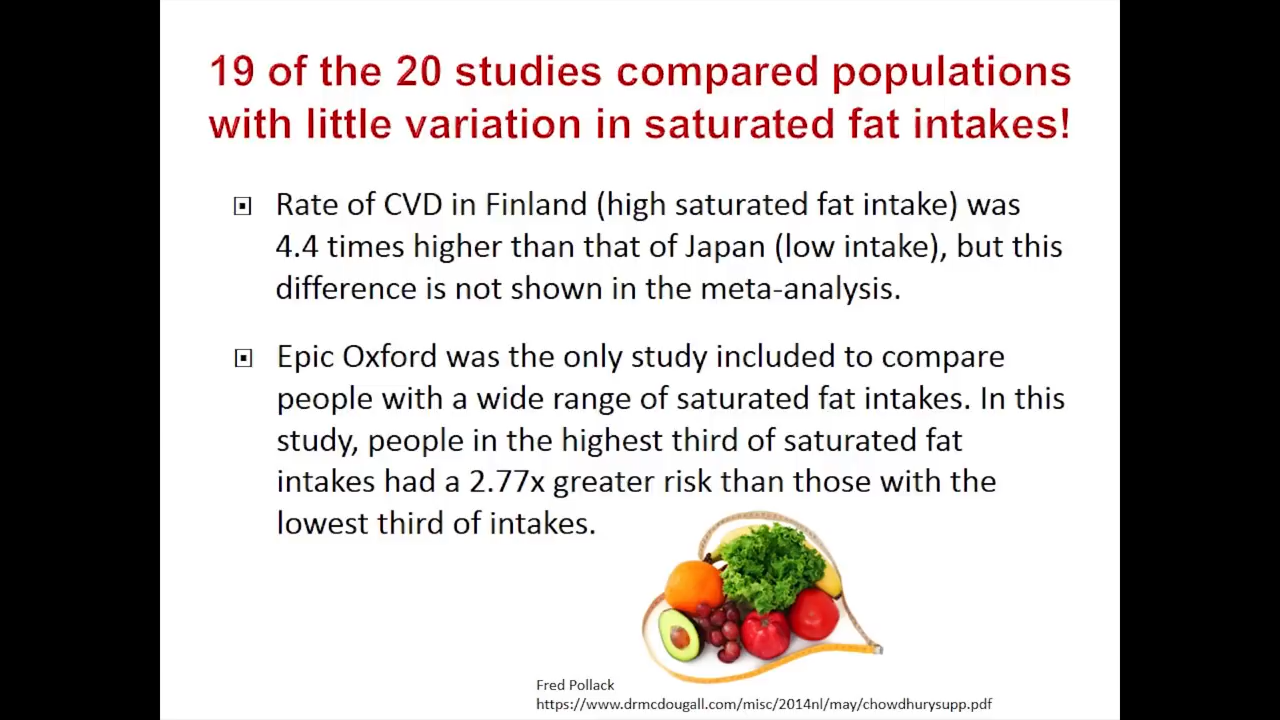 19 of the 20 studies compared populations
with little variation in saturated fat intakes!
Rate of CVD in Finland (high saturated fat intake) was
4.4 times higher than that of Japan (low intake), but this
difference is not shown in the meta-analysis.
Epic Oxford was the only study included to compare
people with a wide range of saturated fat intakes. In this
study, people in the highest third of saturated fat
intakes had a 2.77x greater risk than those with the
lowest third of intakes.
Fred Pollack
https://www.drmcdougall.com/misc/2014nl/may/chowdhurysupp.pdf